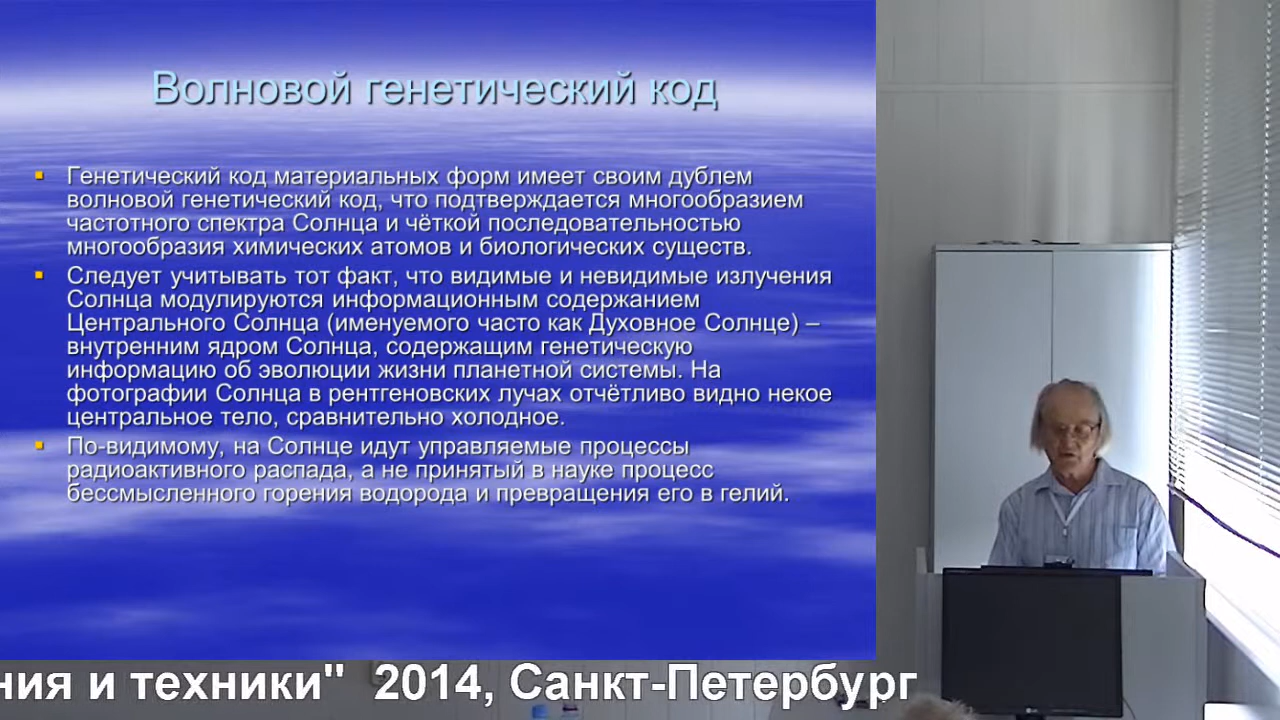 Волновой генетический код
Генетический код материальных форм имеет своим дублем
волновой генетический код, что подтверждается многообразием
частотного спектра Солнца и чёткой последовательностью
многообразия химических атомов и биологических существ.
Следует учитывать тот факт, что видимые и невидимые излучения
Солнца модулируются информационным содержанием
Центрального Солнца (именуемого часто как Духовное Солнце) –
внутренним ядром Солнца, содержащим генетическую
информацию об эволюции жизни планетной системы. На
фотографии Солнца в рентгеновских лучах отчётливо видно некое
центральное тело, сравнительно холодное.
По-видимому, на Солнце идут управляемые процессы
радиоактивного распада, а не принятый в науке процесс
бессмысленного горения водорода и превращения его в гелий.
ния и техники" 2014, Санкт-Петербург